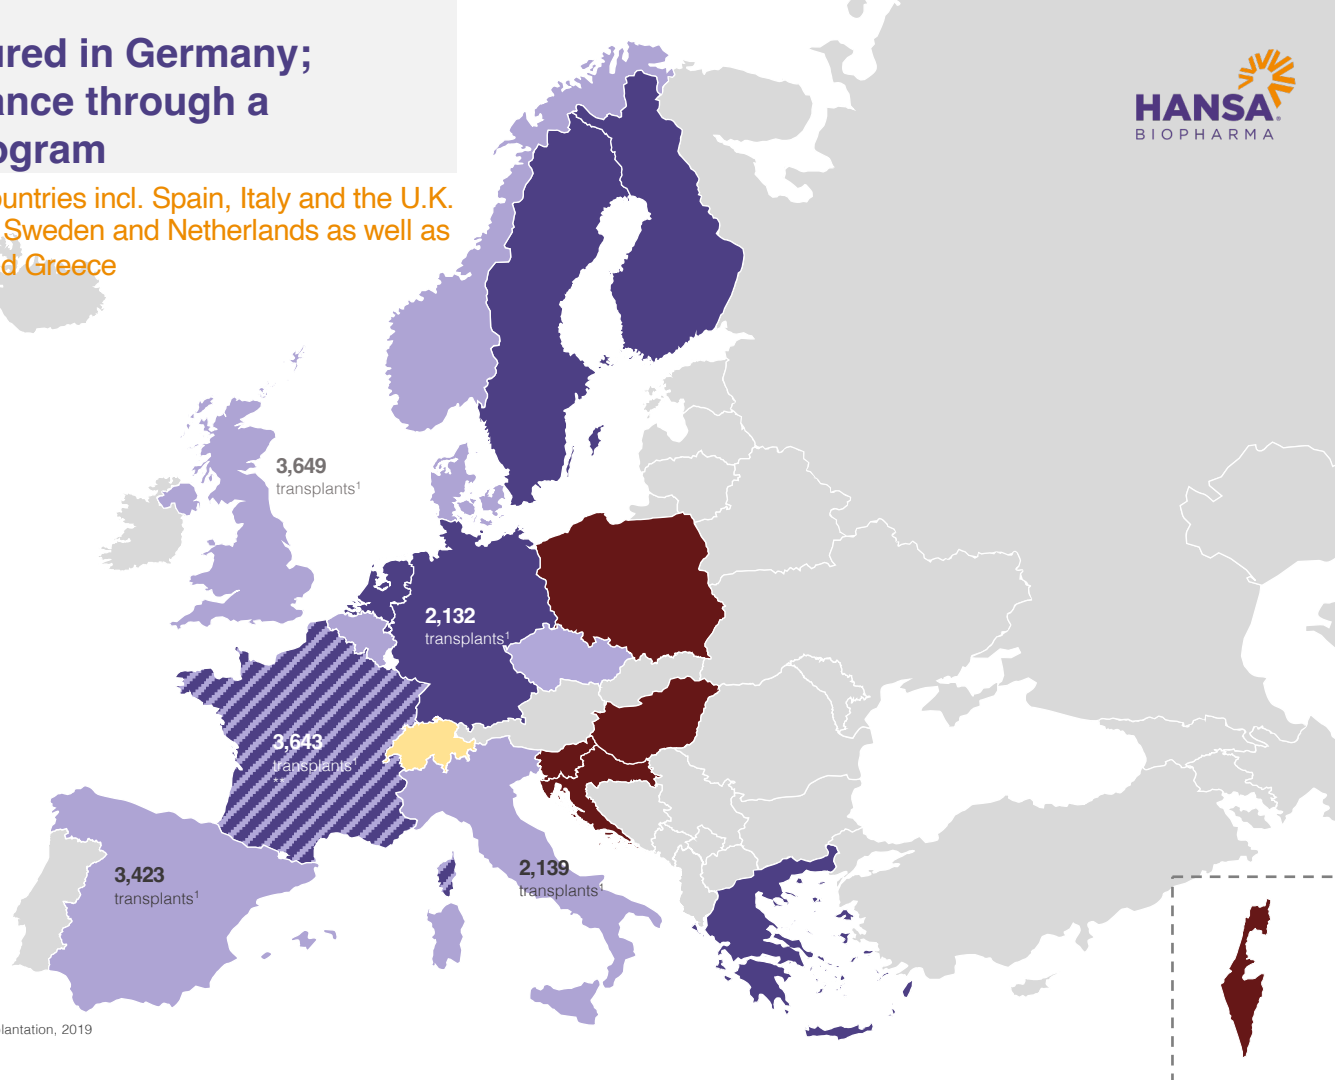 ured in Germany;
ance through a
ogram
ountries incl. Spain, Italy and the U.K.
Sweden and Netherlands as well as
d Greece
HANSA
BIOPHARMA
3,649
transplants¹
2,132
transplants¹
3,643
transplants¹
**
3,423
transplants¹
2,139
transplants¹
lantation, 2019